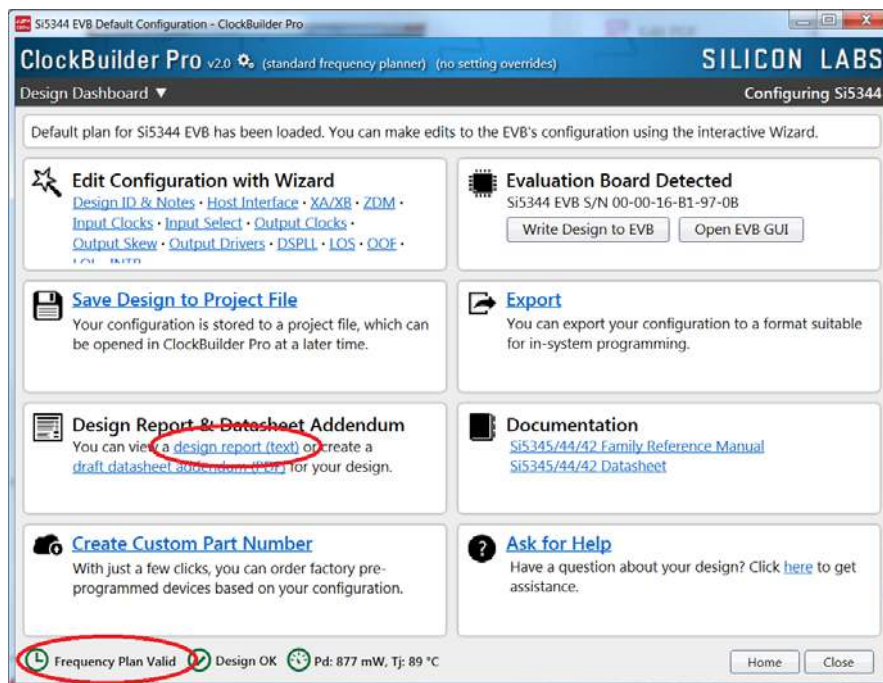 Si5344 EVB Default Configuration - ClockBuilder Pro
ClockBuilder Pro v2.0 (standard frequency planner) (no setting overrides)
SILICON LABS
Design Dashboard ▼
Configuring Si5344
Default plan for Si5344 EVB has been loaded. You can make edits to the EVB's configuration using the interactive Wizard.
Edit Configuration with Wizard
Design ID & Notes · Host Interface · XA/XB · ZDM ·
Input Clocks · Input Select · Output Clocks ·
Output Skew · Output Drivers · DSPLL · LOS · OOF ·
Evaluation Board Detected
Si5344 EVB S/N 00-00-16-B1-97-0B
Write Design to EVB
Open EVB GUI
Save Design to Project File
Your configuration is stored to a project file, which can
be opened in ClockBuilder Pro at a later time.
Export
You can export your configuration to a format suitable
for in-system programming.
Design Report & Datasheet Addendum
You can view a design report (text) or create a
draft datasheet addendum (PDF) for your design.
Documentation
Si5345/44/42 Family Reference Manual
Si5345/44/42 Datasheet
Create Custom Part Number
With just a few clicks, you can order factory pre-
programmed devices based on your configuration.
Ask for Help
Have a question about your design? Click here to get
assistance.
Frequency Plan Valid
Design OK
Pd: 877 mW, Tj: 89 °C
Home
Close